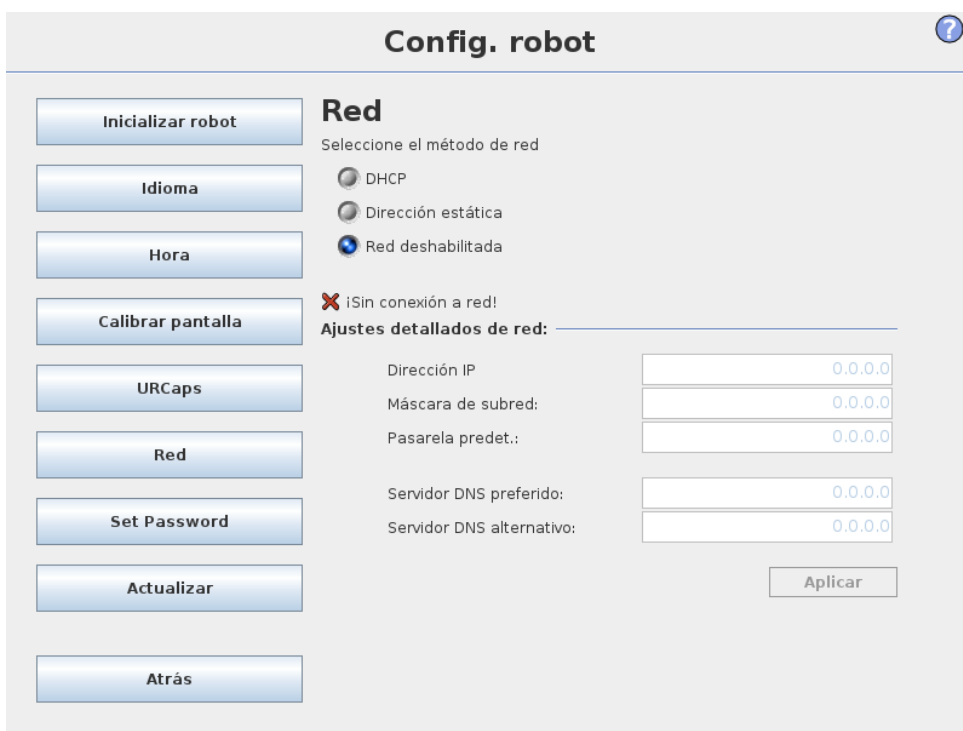 Config. robot
?
Inicializar robot
Idioma
Hora
Calibrar pantalla
URCaps
Red
Set Password
Actualizar
Atrás
Red
Seleccione el método de red
DHCP
Dirección estática
Red deshabilitada
¡Sin conexión a red!
Ajustes detallados de red:
Dirección IP 0.0.0.0
Máscara de subred: 0.0.0.0
Pasarela predet.: 0.0.0.0
Servidor DNS preferido: 0.0.0.0
Servidor DNS alternativo: 0.0.0.0
Aplicar